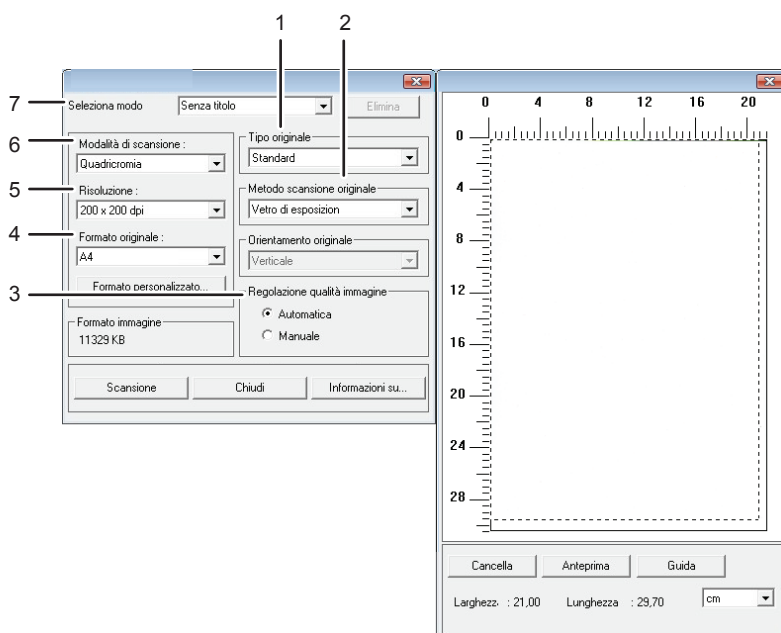 1 2
7 Seleziona modo Senza titolo Elimina
6 Modalità di scansione :
Quadricromia
5 Risoluzione :
200 x 200 dpi
4 Formato originale :
A4
Formato personalizzato...
Formato immagine
11329 KB
Tipo originale
Standard
Metodo scansione originale
Vetro di esposizion
Orientamento originale
Verticale
3 Regolazione qualità immagine
Automatica
Manuale
Scansione Chiudi Informazioni su...
0 4 8 12 16 20
0
4
8
12
16
20
24
28
Cancella Anteprima Guida
Larghezz. : 21,00 Lunghezza : 29,70 cm